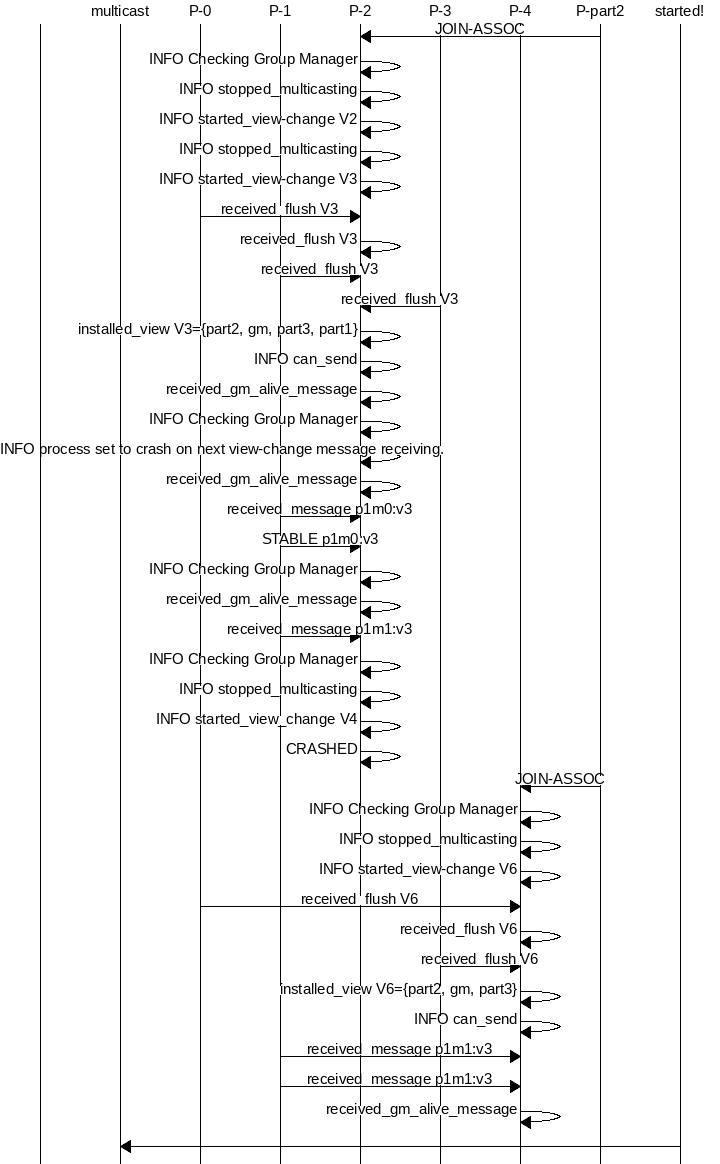 multicast P-0 P-1 P-2 P-3 P-4 P-part2 started!
JOIN-ASSOC
INFO Checking Group Manager
INFO stopped_multicasting
INFO started_view-change V2
INFO stopped_multicasting
INFO started_view-change V3
received_flush V3
received_flush V3
received_flush V3
received_flush V3
installed_view V3={part2, gm, part3, part1}
INFO can_send
received_gm_alive_message
INFO Checking Group Manager
INFO process set to crash on next view-change message receiving.
received_gm_alive_message
received_message p1m0:v3
STABLE p1m0:v3
INFO Checking Group Manager
received_gm_alive_message
received_message p1m1:v3
INFO Checking Group Manager
INFO stopped_multicasting
INFO started_view_change V4
CRASHED
JOIN-ASSOC
INFO Checking Group Manager
INFO stopped_multicasting
INFO started_view-change V6
received_flush V6
received_flush V6
received_flush V6
installed_view V6={part2, gm, part3}
INFO can_send
received_message p1m1:v3
received_message p1m1:v3
received_gm_alive_message